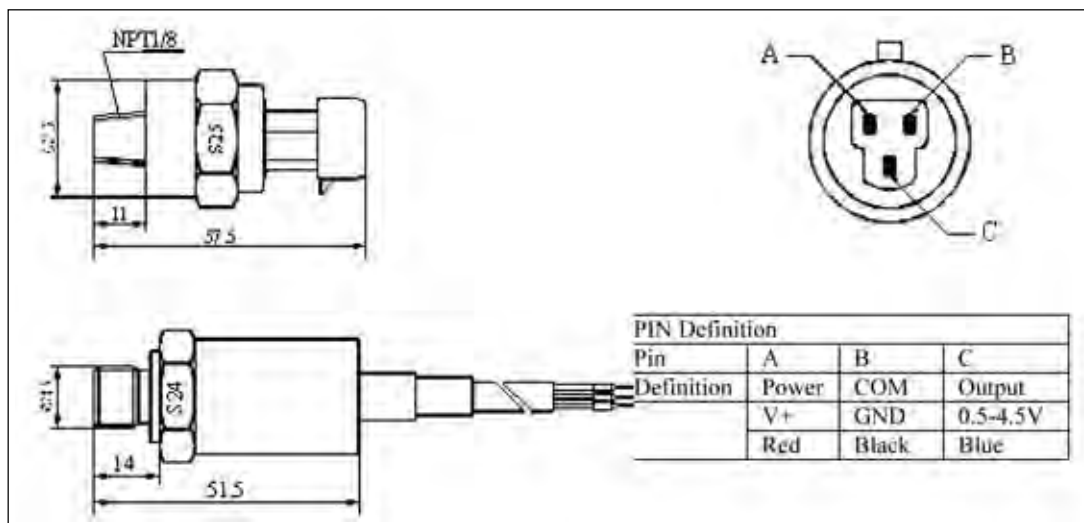 NPT1/8
A
B
S25
11
57.5
C
S24
14
51.5
PIN Definition
Pin A B C
Definition Power COM Output
V+ GND 0.5-4.5V
Red Black Blue